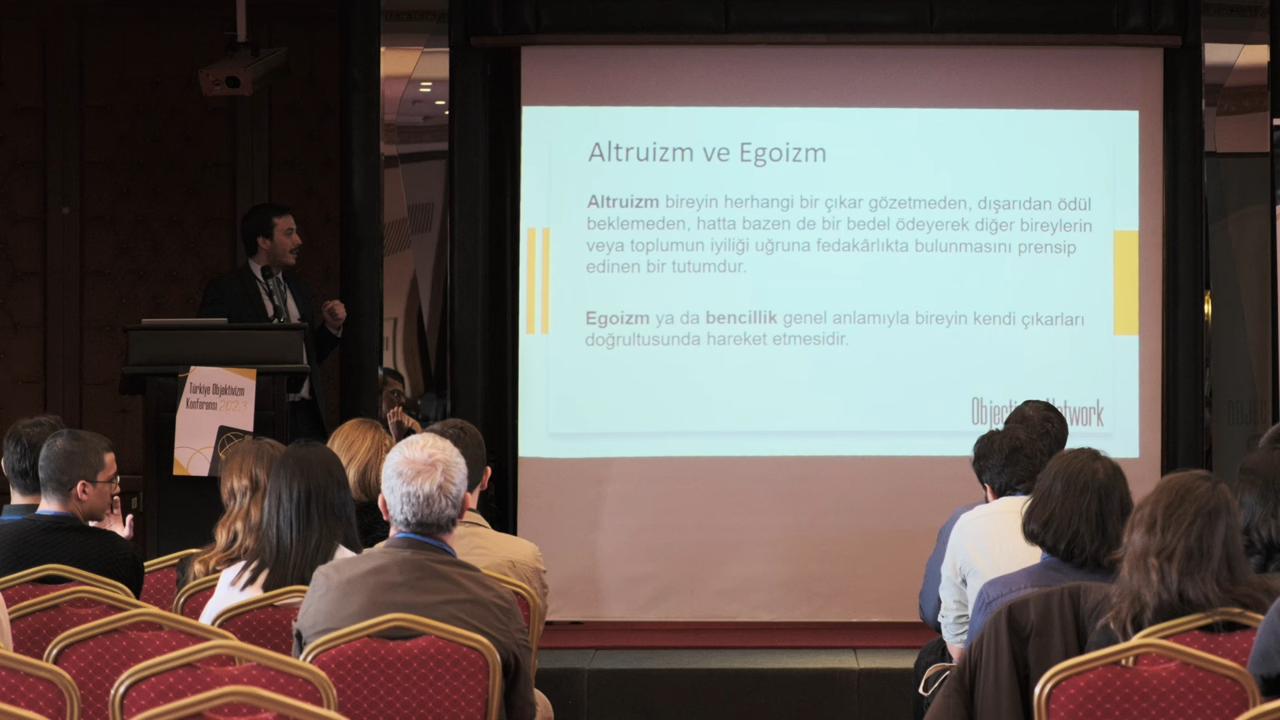 Altruizm ve Egoizm
Altruizm bireyin herhangi bir çıkar gözetmeden, dışarıdan ödül
beklemeden, hatta bazen de bir bedel ödeyerek diğer bireylerin
veya toplumun iyiliği uğruna fedakârlıkta bulunmasını prensip
edinen bir tutumdur.
Egoizm ya da bencillik genel anlamıyla bireyin kendi çıkarları
doğrultusunda hareket etmesidir.
Türkiye Objektivizm
Konferansı 2023